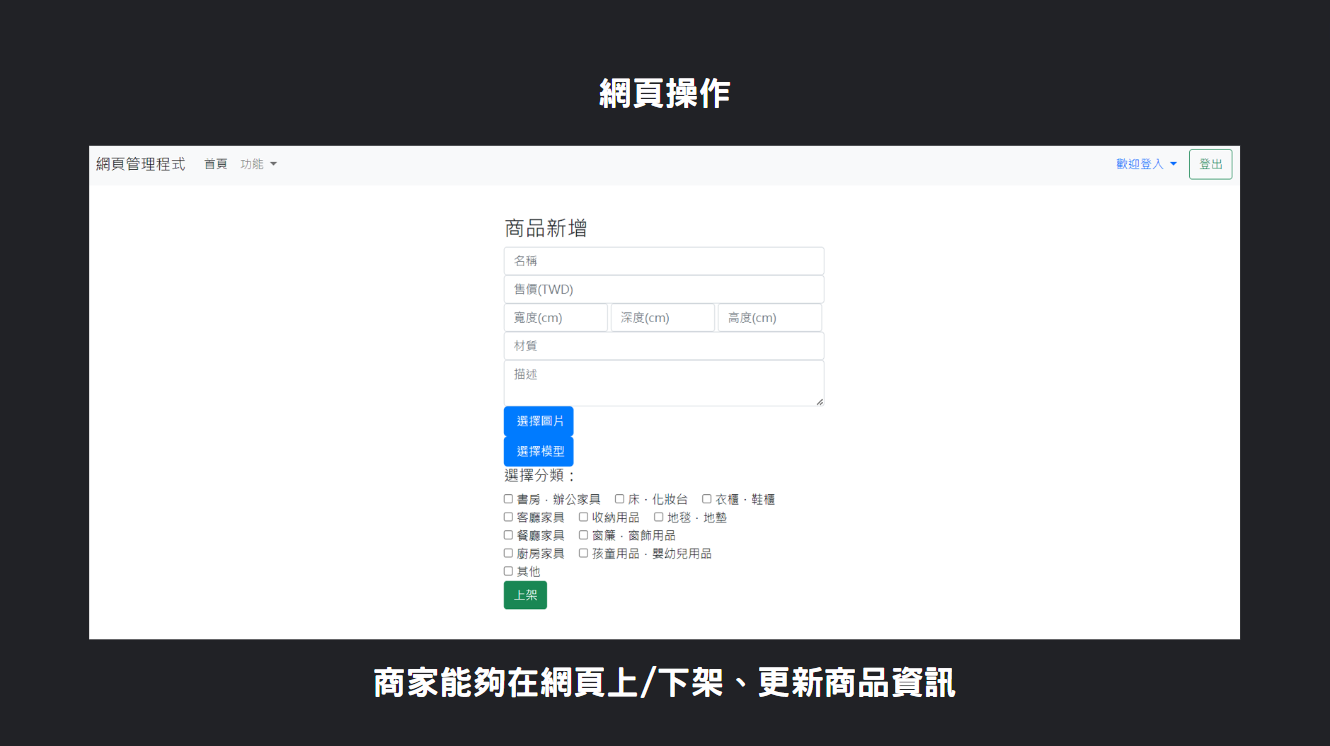 網頁操作
網頁管理程式 首頁 功能 歡迎登入 登出
商品新增
名稱
售價(TWD)
寬度(cm) 深度(cm) 高度(cm)
材質
描述
選擇圖片
選擇模型
選擇分類：
書房．辦公家具 床．化妝台 衣櫃．鞋櫃
客廳家具 收納用品 地毯．地墊
餐廳家具 窗簾．窗飾用品
廚房家具 孩童用品．嬰幼兒用品
其他
上架
商家能夠在網頁上/下架、更新商品資訊